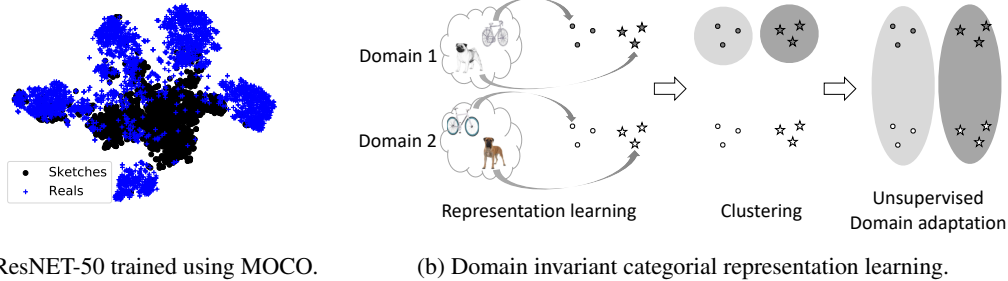 Sketches
Reals
Domain 1
Domain 2
Representation learning
Clustering
Unsupervised
Domain adaptation
ResNET-50 trained using MOCO.
(b) Domain invariant categorial representation learning.